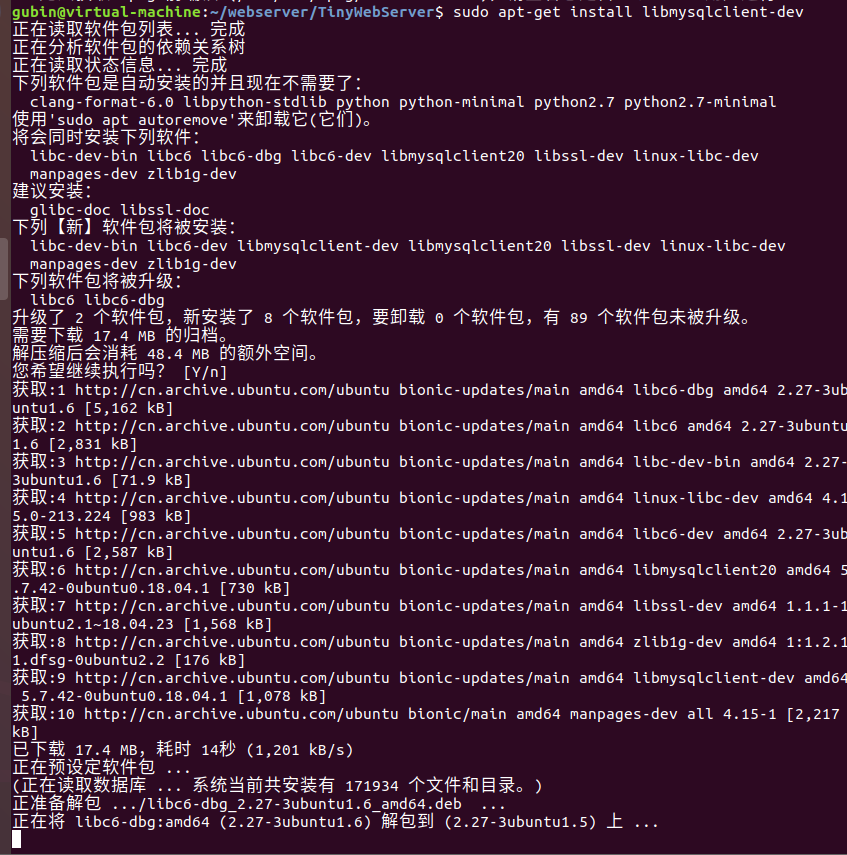 gubin@virtual-machine:~/webserver/TinyWebServer$ sudo apt-get install libmysqlclient-dev
正在读取软件包列表... 完成
正在分析软件包的依赖关系树
正在读取状态信息... 完成
下列软件包是自动安装的并且现在不需要了：
  clang-format-6.0 libpython-stdlib python python-minimal python2.7 python2.7-minimal
使用'sudo apt autoremove'来卸载它(它们)。
将会同时安装下列软件：
  libc-dev-bin libc6 libc6-dbg libc6-dev libmysqlclient20 libssl-dev linux-libc-dev
  manpages-dev zlib1g-dev
建议安装：
  glibc-doc libssl-doc
下列【新】软件包将被安装：
  libc-dev-bin libc6-dev libmysqlclient-dev libmysqlclient20 libssl-dev linux-libc-dev
  manpages-dev zlib1g-dev
下列软件包将被升级：
  libc6 libc6-dbg
升级了 2 个软件包，新安装了 8 个软件包，要卸载 0 个软件包，有 89 个软件包未被升级。
需要下载 17.4 MB 的归档。
解压缩后会消耗 48.4 MB 的额外空间。
您希望继续执行吗？ [Y/n]
获取:1 http://cn.archive.ubuntu.com/ubuntu bionic-updates/main amd64 libc6-dbg amd64 2.27-3ub
untu1.6 [5,162 kB]
获取:2 http://cn.archive.ubuntu.com/ubuntu bionic-updates/main amd64 libc6 amd64 2.27-3ubuntu
1.6 [2,831 kB]
获取:3 http://cn.archive.ubuntu.com/ubuntu bionic-updates/main amd64 libc-dev-bin amd64 2.27-
3ubuntu1.6 [71.9 kB]
获取:4 http://cn.archive.ubuntu.com/ubuntu bionic-updates/main amd64 linux-libc-dev amd64 4.1
5.0-213.224 [983 kB]
获取:5 http://cn.archive.ubuntu.com/ubuntu bionic-updates/main amd64 libc6-dev amd64 2.27-3ub
untu1.6 [2,587 kB]
获取:6 http://cn.archive.ubuntu.com/ubuntu bionic-updates/main amd64 libmysqlclient20 amd64 5
.7.42-0ubuntu0.18.04.1 [730 kB]
获取:7 http://cn.archive.ubuntu.com/ubuntu bionic-updates/main amd64 libssl-dev amd64 1.1.1-1
ubuntu2.1~18.04.23 [1,568 kB]
获取:8 http://cn.archive.ubuntu.com/ubuntu bionic-updates/main amd64 zlib1g-dev amd64 1:1.2.1
1.dfsg-0ubuntu2.2 [176 kB]
获取:9 http://cn.archive.ubuntu.com/ubuntu bionic-updates/main amd64 libmysqlclient-dev amd64
 5.7.42-0ubuntu0.18.04.1 [1,078 kB]
获取:10 http://cn.archive.ubuntu.com/ubuntu bionic/main amd64 manpages-dev all 4.15-1 [2,217
kB]
已下载 17.4 MB，耗时 14秒 (1,201 kB/s)
正在预设定软件包 ...
(正在读取数据库 ... 系统当前共安装有 171934 个文件和目录。)
正准备解包 .../libc6-dbg_2.27-3ubuntu1.6_amd64.deb  ...
正在将 libc6-dbg:amd64 (2.27-3ubuntu1.6) 解包到 (2.27-3ubuntu1.5) 上 ...